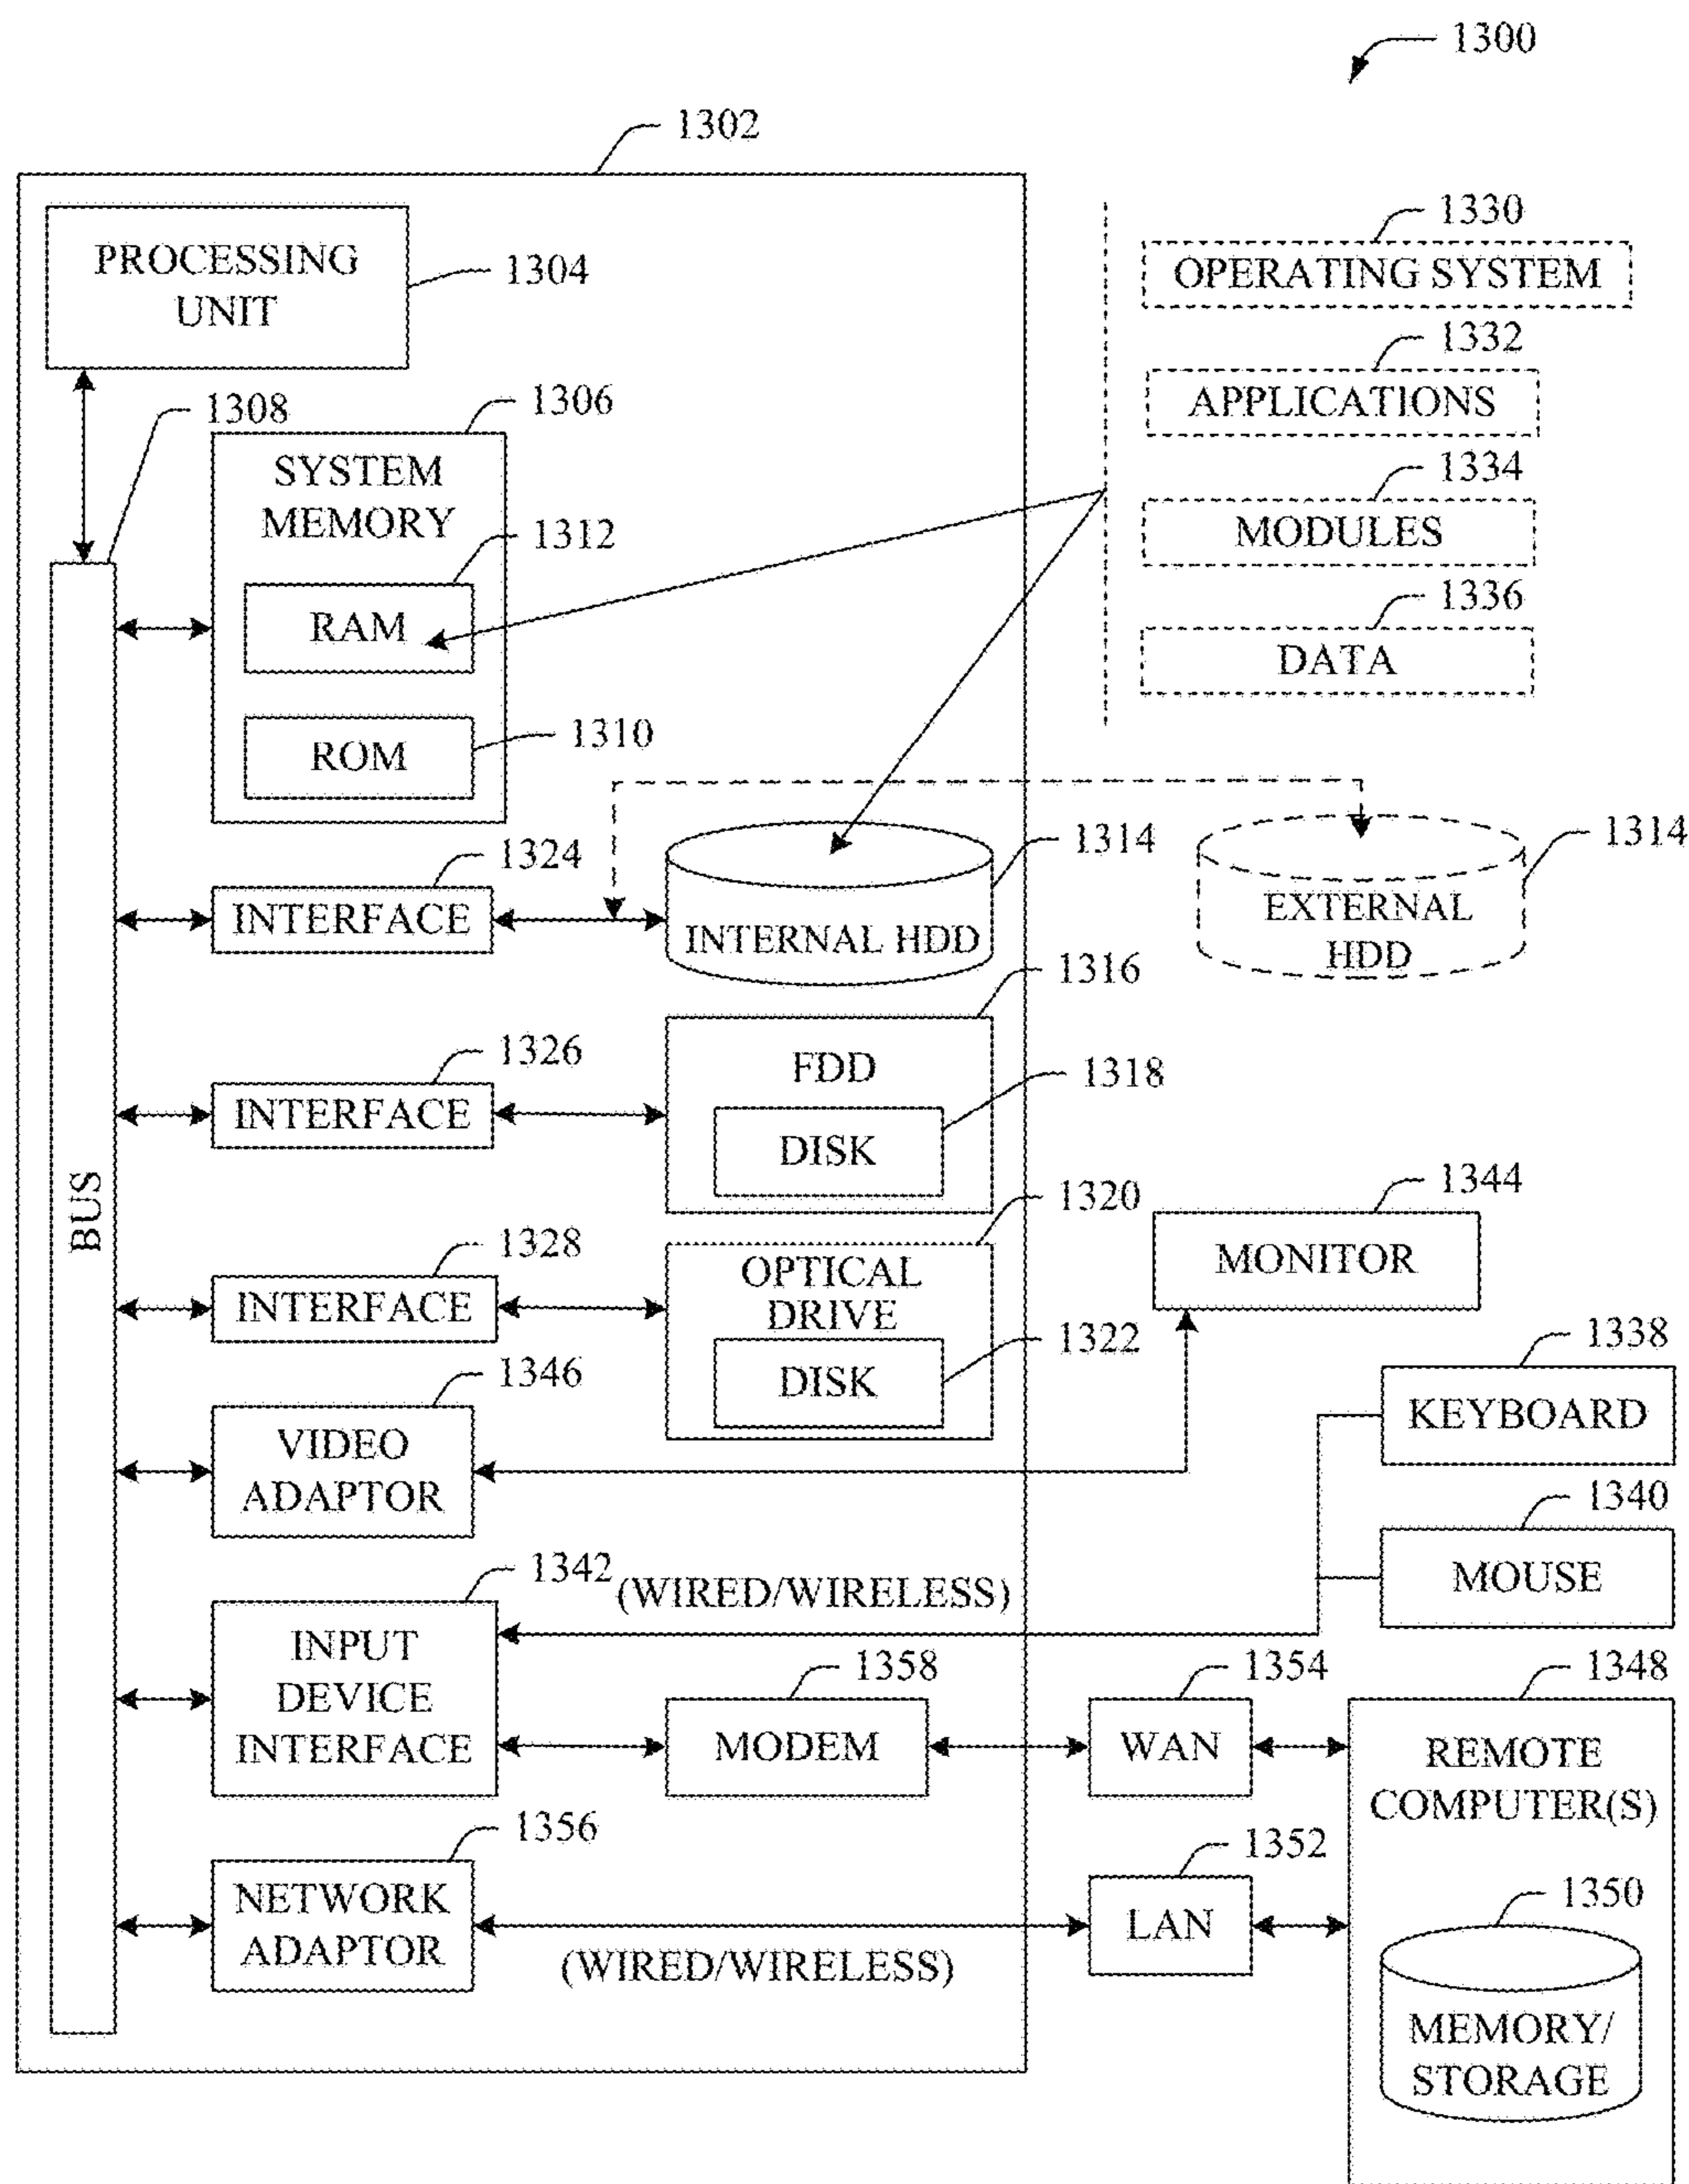 1300
1302
PROCESSING
UNIT
1304
1330
OPERATING SYSTEM
1332
APPLICATIONS
1334
MODULES
1336
DATA
1308
1306
SYSTEM
MEMORY
1312
RAM
1310
ROM
1324
INTERFACE
1314
INTERNAL HDD
1314
EXTERNAL
HDD
1316
FDD
1326
INTERFACE
1318
DISK
BUS
1320
OPTICAL
DRIVE
1328
INTERFACE
1322
DISK
1344
MONITOR
1346
VIDEO
ADAPTOR
1338
KEYBOARD
1340
MOUSE
1342
(WIRED/WIRELESS)
INPUT
DEVICE
INTERFACE
1358
MODEM
1354
WAN
1348
REMOTE
COMPUTER(S)
1356
NETWORK
ADAPTOR
(WIRED/WIRELESS)
1352
LAN
1350
MEMORY/
STORAGE